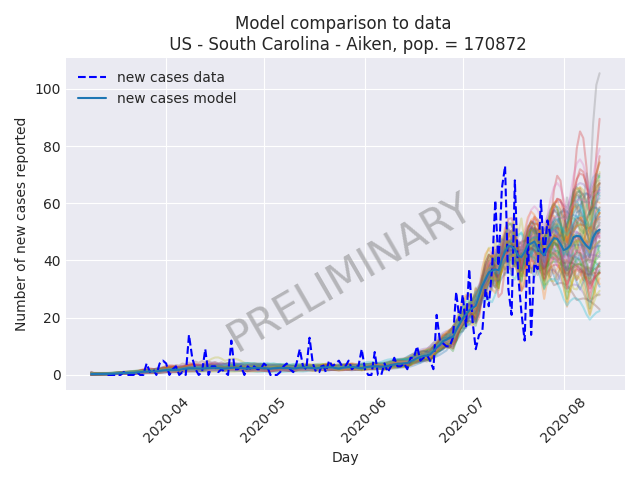 Model comparison to data
US - South Carolina - Aiken, pop. = 170872
new cases data
new cases model
PRELIMINARY
Number of new cases reported
100
80
60
40
20
0
2020-04
2020-05
2020-06
2020-07
2020-08
Day